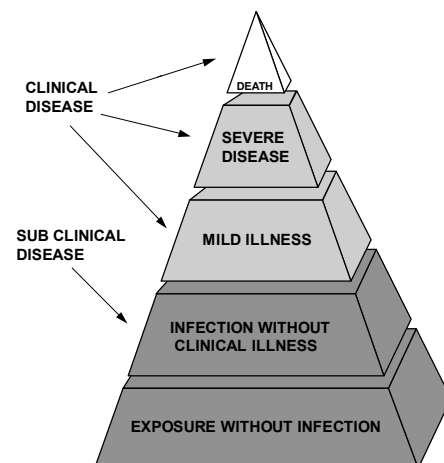 DEATH
CLINICAL
DISEASE
SEVERE
DISEASE
SUB CLINICAL
DISEASE
MILD ILLNESS
INFECTION WITHOUT
CLINICAL ILLNESS
EXPOSURE WITHOUT INFECTION